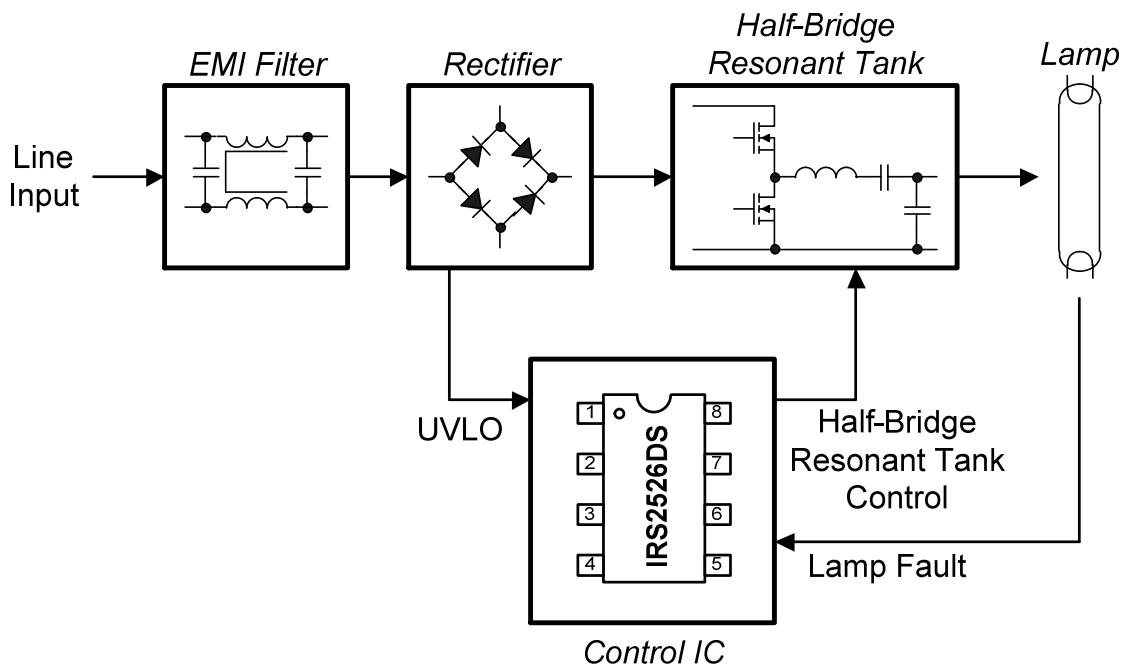 EMI Filter
Rectifier
Half-Bridge
Resonant Tank
Lamp
Line
Input
UVLO
1
2
3
4
IRS2526DS
8
7
6
5
Half-Bridge
Resonant Tank
Control
Lamp Fault
Control IC